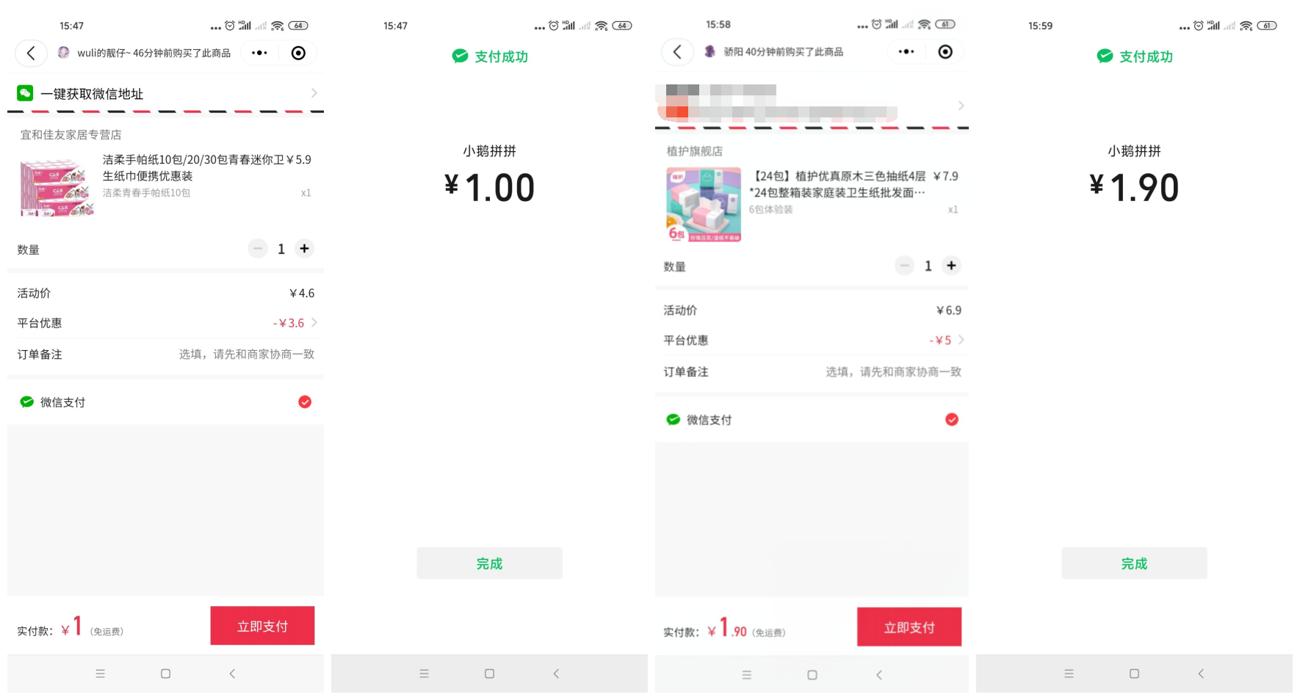 15:47
64
wuli的靓仔~ 46分钟前购买了此商品
一键获取微信地址
宜和佳友家居专营店
洁柔手帕纸10包/20/30包青春迷你卫 ¥5.9
生纸巾便携优惠装
洁柔青春手帕纸10包 x1
数量 1
活动价 ¥4.6
平台优惠 -¥3.6
订单备注 选填，请先和商家协商一致
微信支付
实付款：¥1（免运费） 立即支付
15:47
64
支付成功
小鹅拼拼
¥1.00
完成
15:58
61
骄阳 40分钟前购买了此商品
植护旗舰店
【24包】植护优真原木三色抽纸4层 ¥7.9
*24包整箱装家庭装卫生纸批发面…
6包体验装 x1
植护
6包
数量 1
活动价 ¥6.9
平台优惠 -¥5
订单备注 选填，请先和商家协商一致
微信支付
实付款：¥1.90（免运费） 立即支付
15:59
61
支付成功
小鹅拼拼
¥1.90
完成